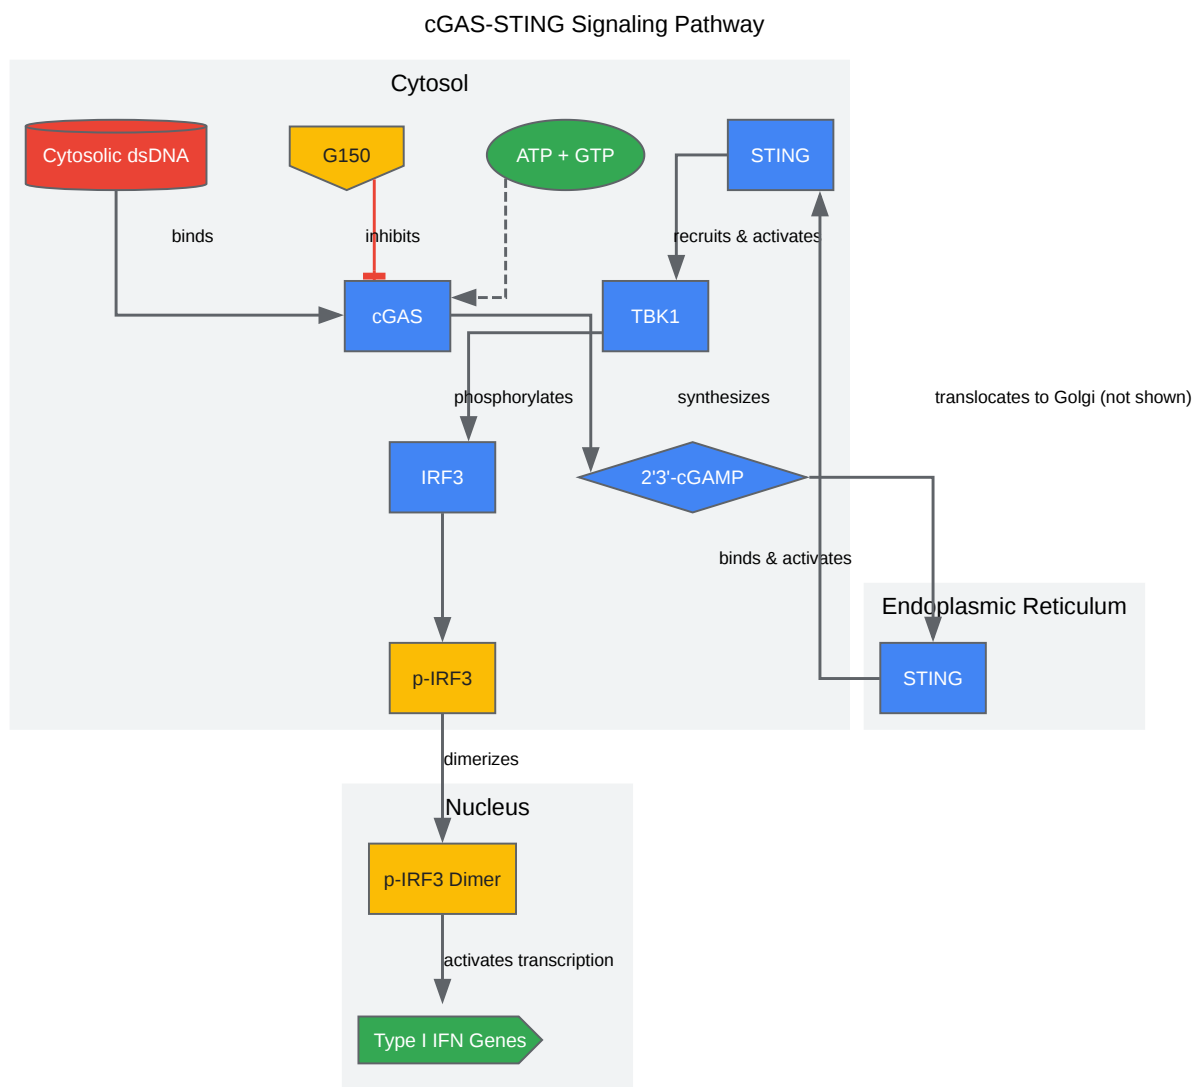 cGAS-STING Signaling Pathway
Cytosol
Cytosolic dsDNA
G150
ATP + GTP
STING
binds
inhibits
recruits & activates
cGAS
TBK1
phosphorylates
synthesizes
translocates to Golgi (not shown)
IRF3
2'3'-cGAMP
binds & activates
Endoplasmic Reticulum
p-IRF3
STING
dimerizes
Nucleus
p-IRF3 Dimer
activates transcription
Type I IFN Genes